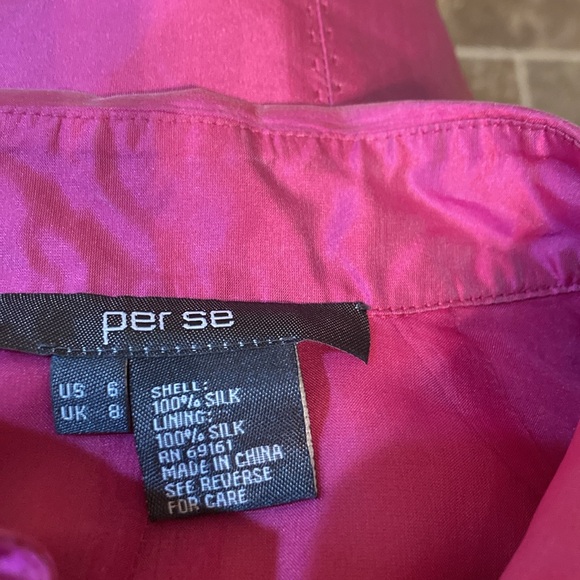 per se
US 6
UK 8
SHELL:
100% SILK
LINING:
100% SILK
RN 69161
MADE IN CHINA
SEE REVERSE
FOR CARE